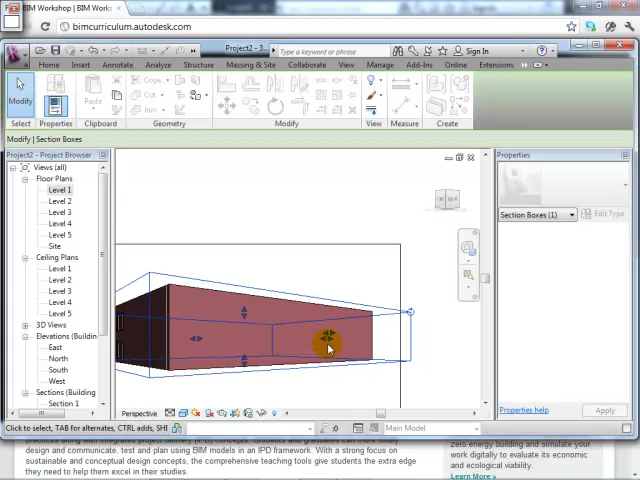 BIM Workshop | BIM Works
bimcurriculum.autodesk.com
Project2 - 3...
Type a keyword or phrase
Sign In
Home Insert Annotate Analyze Structure Massing & Site Collaborate View Manage Add-Ins Online Extensions
Modify
Paste
Cope
Cut
Join
Select Properties Clipboard Geometry Modify View Measure Create
Modify | Section Boxes
Project2 - Project Browser
Properties
Views (all)
Floor Plans
Level 1
Level 2
Level 3
Level 4
Level 5
Site
Ceiling Plans
Level 1
Level 2
Level 3
Level 4
Level 5
3D Views
Elevations (Building
East
North
South
West
Sections (Building
Section 1
Section Boxes (1)
Edit Type
Properties help
Apply
Perspective
Click to select, TAB for alternates, CTRL adds, SHI
:0
Main Model
practices along with integrated project delivery (IPD) concepts. Students and graduates can more easily
design and communicate, test and plan using BIM models in an IPD framework. With a strong focus on
sustainable and conceptual design concepts, the comprehensive teaching tools give students the extra edge
they need to help them excel in their studies.
zero energy building and simulate your
work digitally to evaluate its economic
and ecological viability.
Learn More »